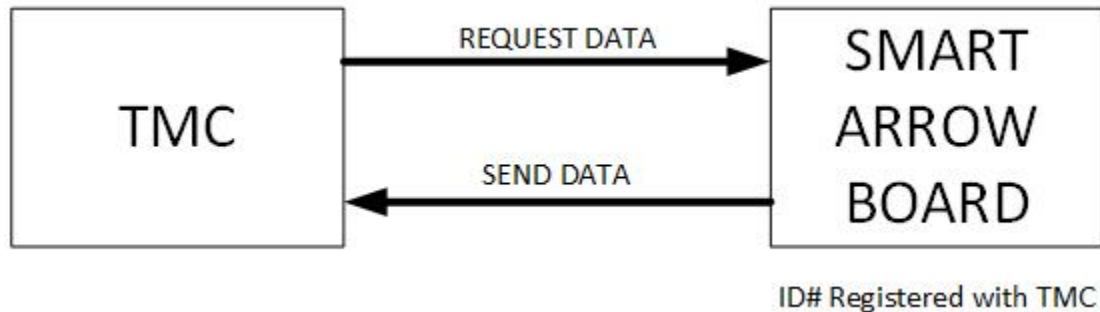 TMC
REQUEST DATA
SEND DATA
SMART
ARROW
BOARD
ID# Registered with TMC